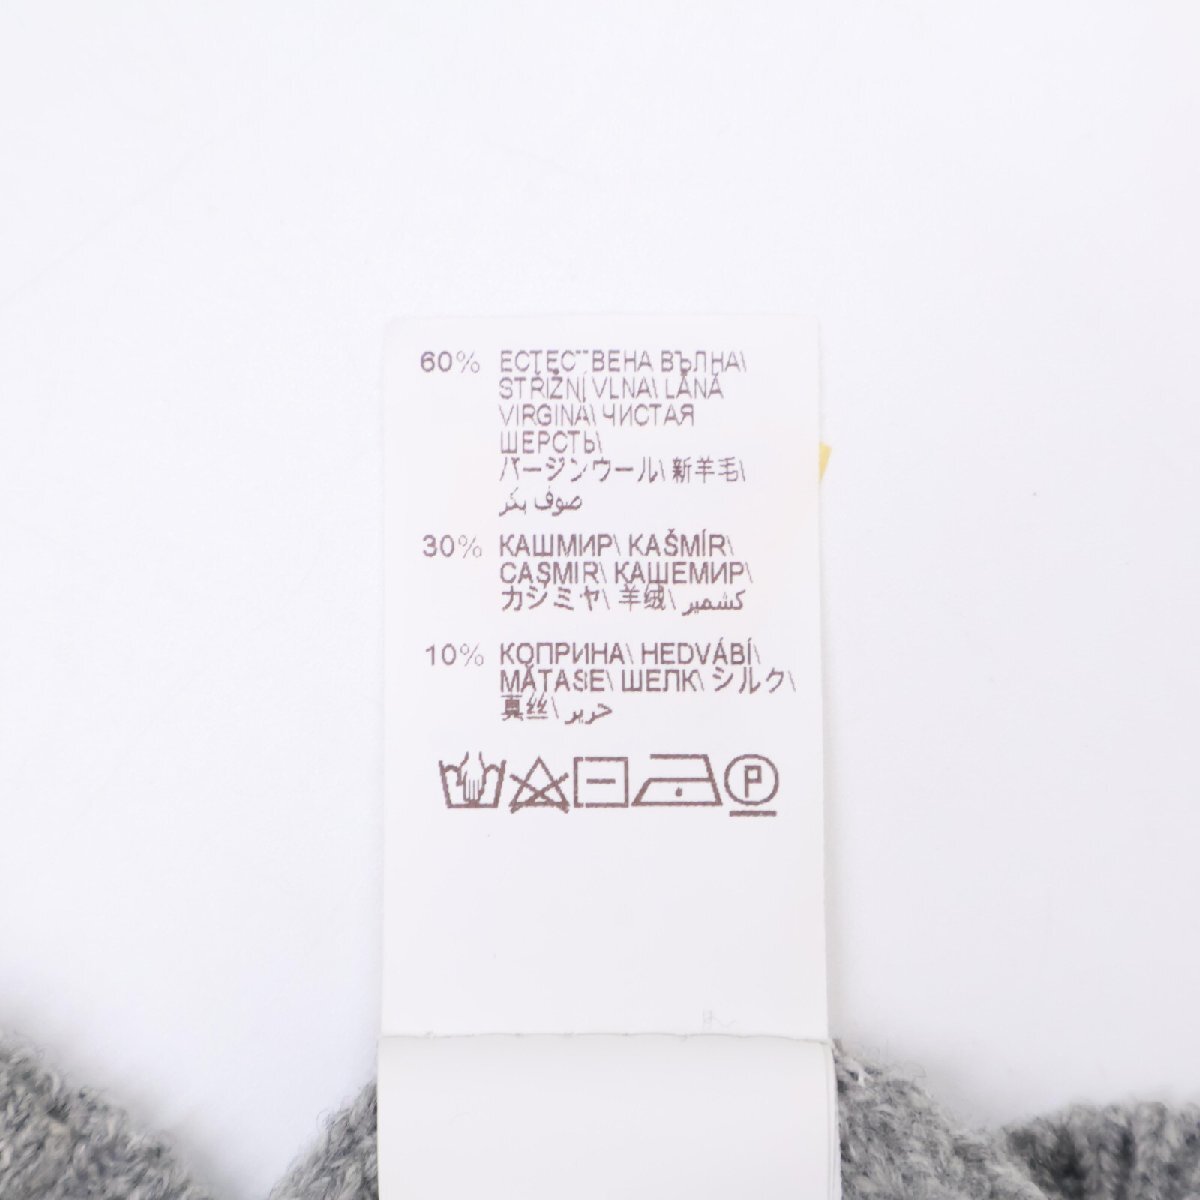 60% ЕСТЕСТВЕНА ВЪЛНА\
STŘIŽNÍ VLNA\ LÂNĂ
VIRGINĂ\ ЧИСТАЯ
ШЕРСТЬ\
バージンウール\ 新羊毛\
صوف بكر
30% КАШМИР\ KAŠMÍR\
CAȘMIR\ КАШЕМИР\
カシミヤ\ 羊绒\ كشمير
10% КОПРИНА\ HEDVÁBÍ\
MĂTASE\ ШЕЛК\ シルク\
真丝\ حرير
P